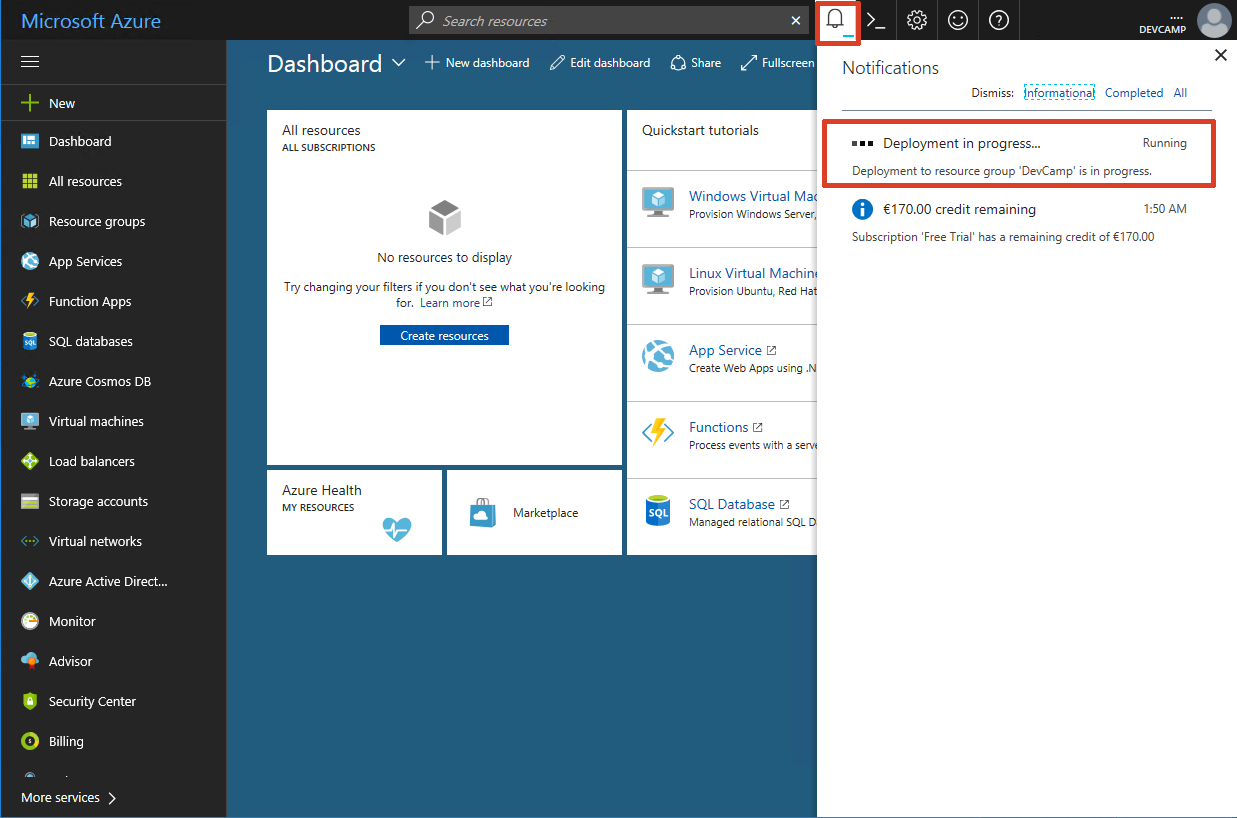 Microsoft Azure
Search resources
....
DEVCAMP
New
Dashboard
All resources
Resource groups
App Services
Function Apps
SQL databases
Azure Cosmos DB
Virtual machines
Load balancers
Storage accounts
Virtual networks
Azure Active Direct...
Monitor
Advisor
Security Center
Billing
More services
Dashboard
New dashboard
Edit dashboard
Share
Fullscreen
All resources
ALL SUBSCRIPTIONS
No resources to display
Try changing your filters if you don't see what you're looking
for. Learn more
Create resources
Azure Health
MY RESOURCES
Marketplace
Quickstart tutorials
Windows Virtual Mac
Provision Windows Server,
Linux Virtual Machine
Provision Ubuntu, Red Hat
App Service
Create Web Apps using .N
Functions
Process events with a serve
SQL
SQL Database
Managed relational SQL D
Notifications
Dismiss: Informational Completed All
Deployment in progress... Running
Deployment to resource group 'DevCamp' is in progress.
€170.00 credit remaining 1:50 AM
Subscription 'Free Trial' has a remaining credit of €170.00